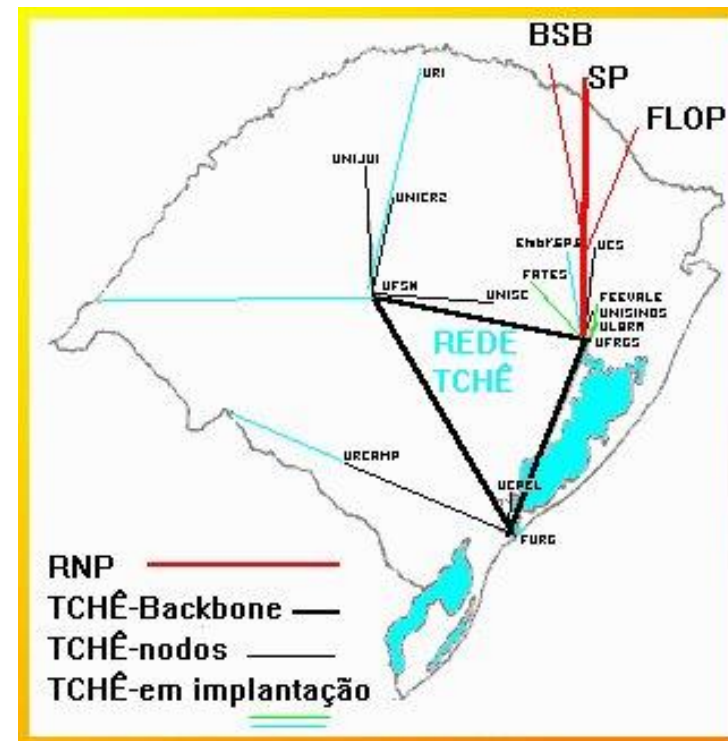 BSB
SP
FLOP
URI
UNIJUI
UNICRZ
UCS
FATES
UFSM
UNISC
FEEVALE
UNISINOS
ULBRA
UFRGS
REDE
TCHÊ
URCAMP
UCPEL
FURG
RNP
TCHÊ-Backbone
TCHÊ-nodos
TCHÊ-em implantação